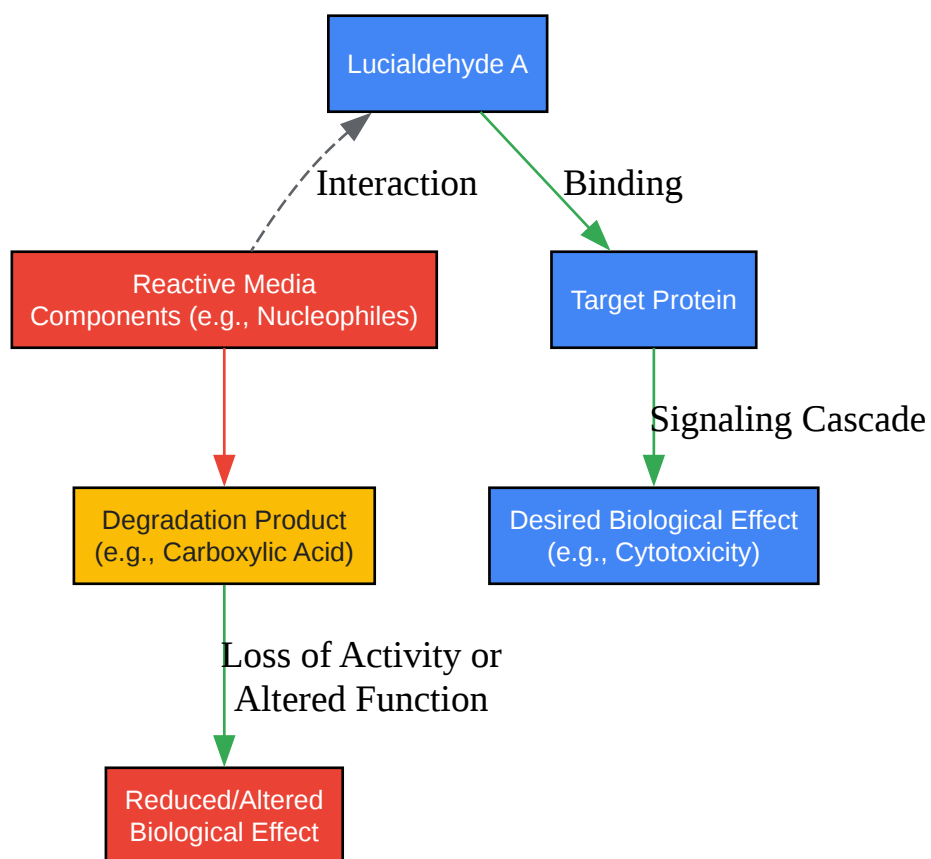 Lucialdehyde A
Interaction
Binding
Reactive Media
Components (e.g., Nucleophiles)
Target Protein
Signaling Cascade
Degradation Product
(e.g., Carboxylic Acid)
Desired Biological Effect
(e.g., Cytotoxicity)
Loss of Activity or
Altered Function
Reduced/Altered
Biological Effect